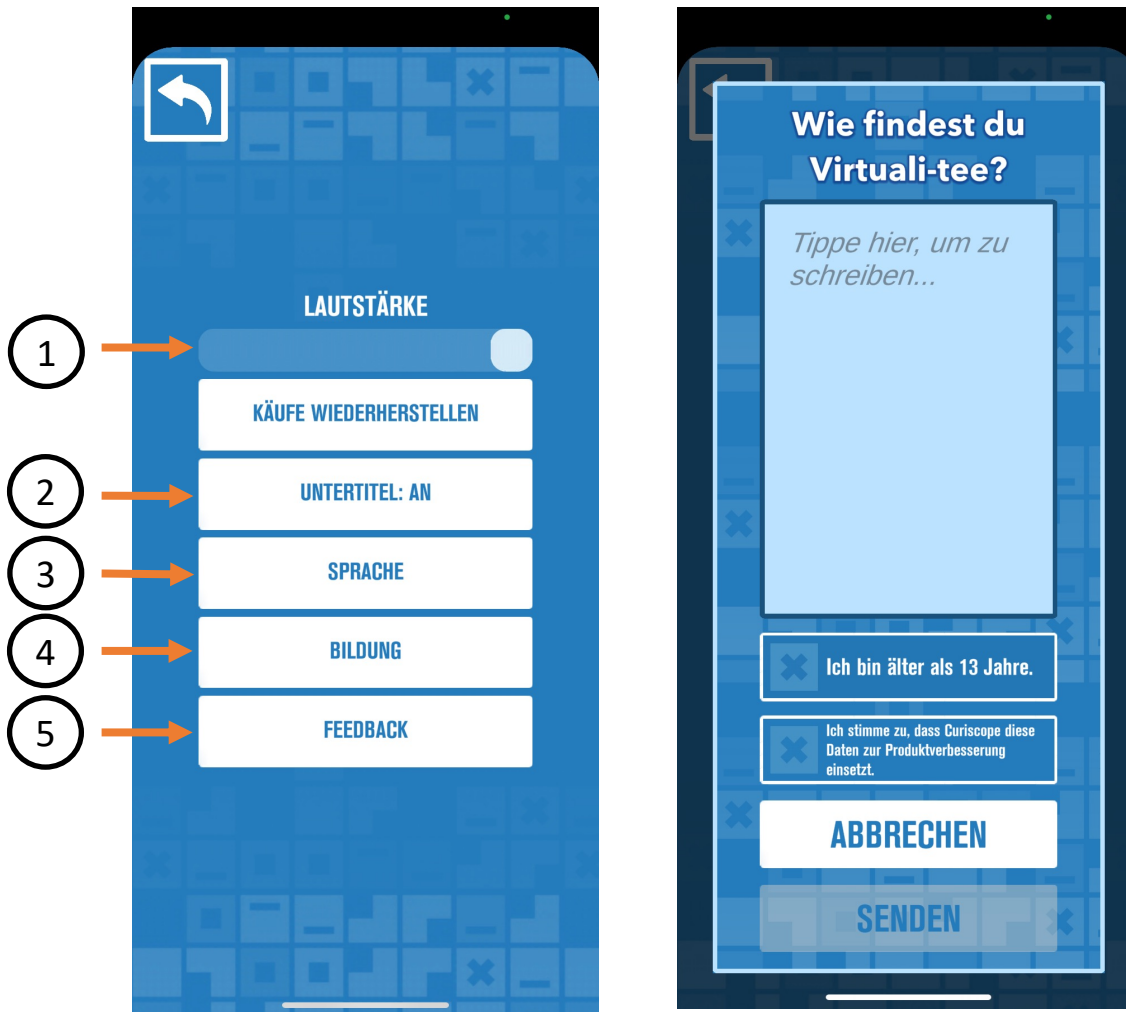 LAUTSTÄRKE
1
KÄUFE WIEDERHERSTELLEN
2
UNTERTITEL: AN
3
SPRACHE
4
BILDUNG
5
FEEDBACK
Wie findest du
Virtuali-tee?
Tippe hier, um zu
schreiben...
Ich bin älter als 13 Jahre.
Ich stimme zu, dass Curiscope diese
Daten zur Produktverbesserung
einsetzt.
ABBRECHEN
SENDEN